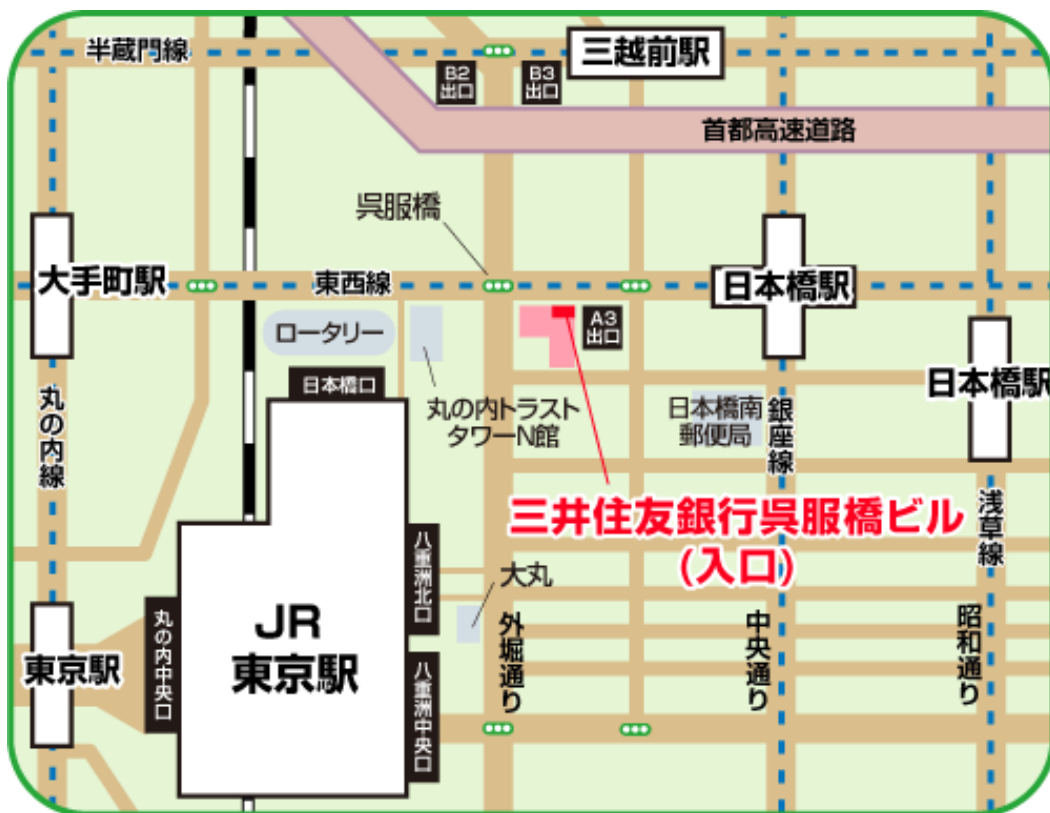 半蔵門線
三越前駅
B2
出口
B3
出口
首都高速道路
呉服橋
大手町駅
東西線
日本橋駅
ロータリー
A3
出口
日本橋口
丸の内トラスト
タワーN館
日本橋南
郵便局
日本橋駅
丸の内線
銀座線
三井住友銀行呉服橋ビル
(入口)
浅草線
八重洲北口
大丸
JR
東京駅
丸の内中央口
東京駅
八重洲中央口
外堀通り
中央通り
昭和通り